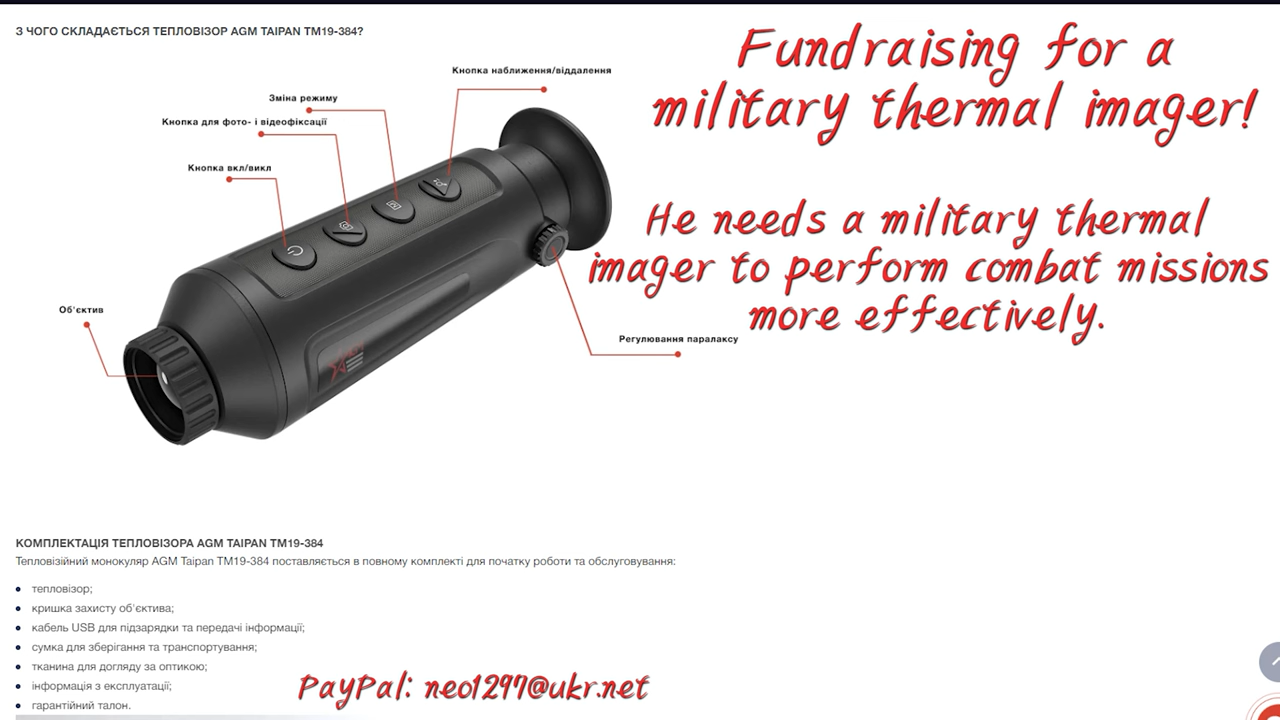 З ЧОГО СКЛАДАЄТЬСЯ ТЕПЛОВІЗОР AGM TAIPAN TM19-384?
Fundraising for a
military thermal imager!
Кнопка наближення/віддалення
Зміна режиму
Кнопка для фото- і відеофіксації
Кнопка вкл/викл
He needs a military thermal
imager to perform combat missions
more effectively.
Об'єктив
Регулювання паралаксу
КОМПЛЕКТАЦІЯ ТЕПЛОВІЗОРА AGM TAIPAN TM19-384
Тепловізійний монокуляр AGM Taipan TM19-384 поставляється в повному комплекті для початку роботи та обслуговування:
тепловізор;
кришка захисту об'єктива;
кабель USB для підзарядки та передачі інформації;
сумка для зберігання та транспортування;
тканина для догляду за оптикою;
інформація з експлуатації;
гарантійний талон.
PayPal: neo1297@ukr.net